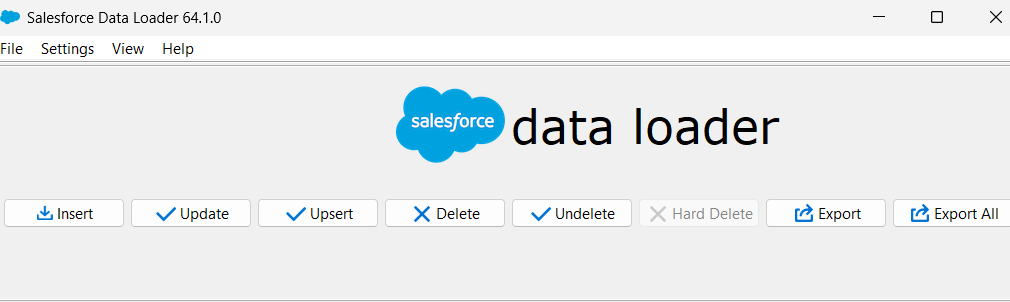 Salesforce Data Loader 64.1.0
File Settings View Help
salesforce data loader
Insert Update Upsert Delete Undelete Hard Delete Export Export All